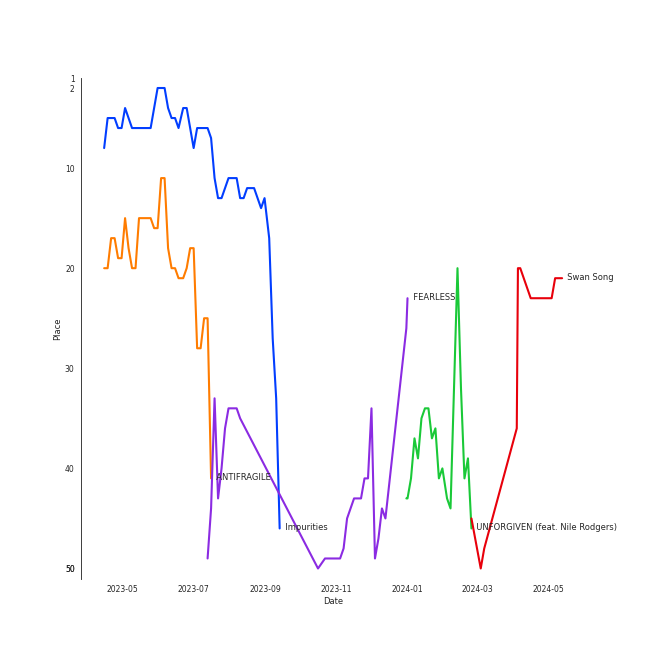 1
2
10
20
30
40
50
Place
FEARLESS
Swan Song
ANTIFRAGILE
Impurities
UNFORGIVEN (feat. Nile Rodgers)
2023-05
2023-07
2023-09
2023-11
2024-01
2024-03
2024-05
Date